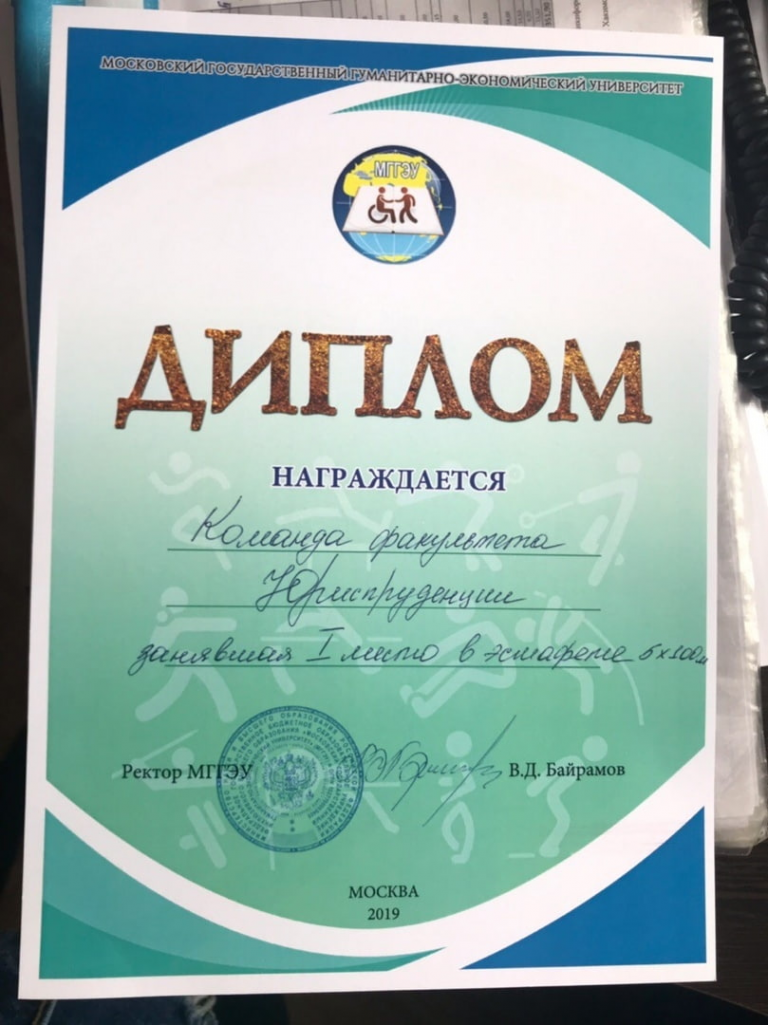 МОСКОВСКИЙ ГОСУДАРСТВЕННЫЙ ГУМАНИТАРНО-ЭКОНОМИЧЕСКИЙ УНИВЕРСИТЕТ
МГГЭУ
ДИПЛОМ
НАГРАЖДАЕТСЯ
Команда факультета
Юриспруденции
занявшая I место в эстафете 5х100м
Ректор МГГЭУ
В.Д. Байрамов
МОСКВА
2019